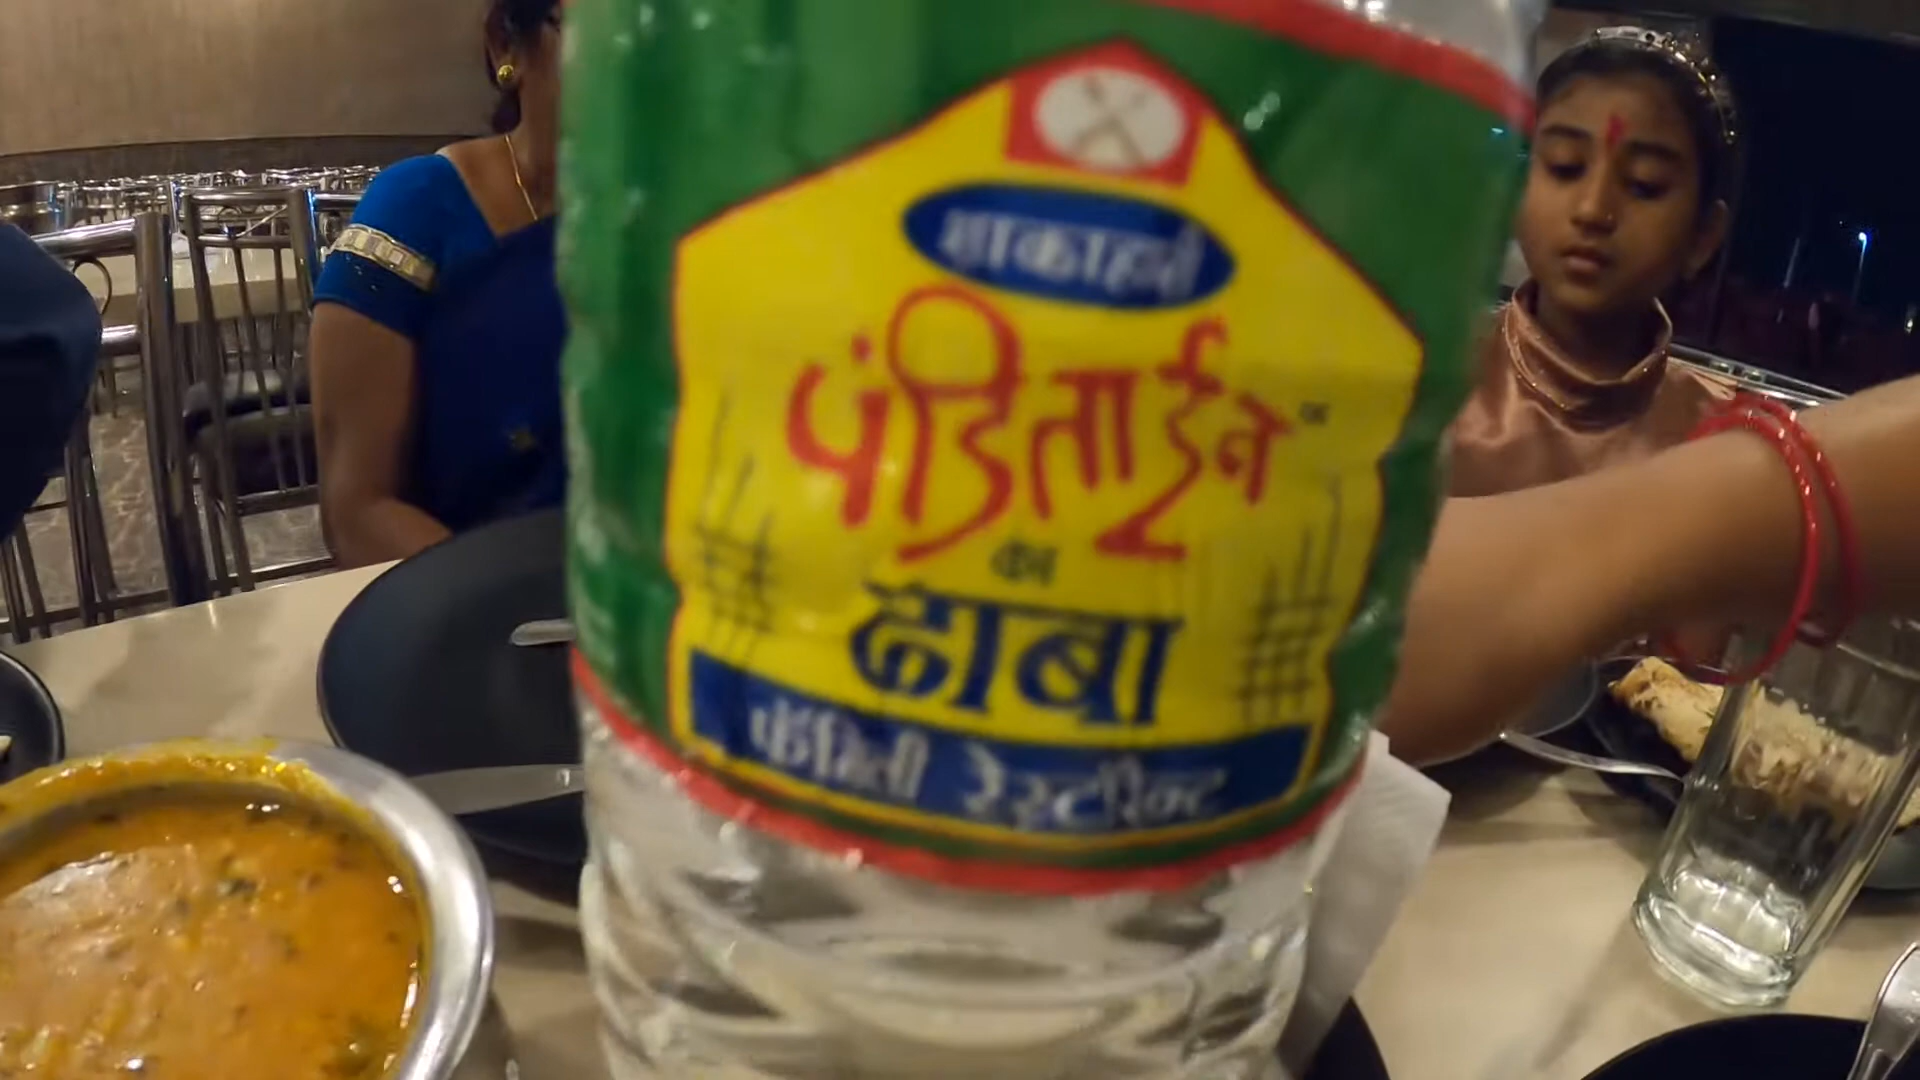 शाकाहारी
पंडिताईन
का
ढाबा
फॅमिली रेस्टॉरेन्ट